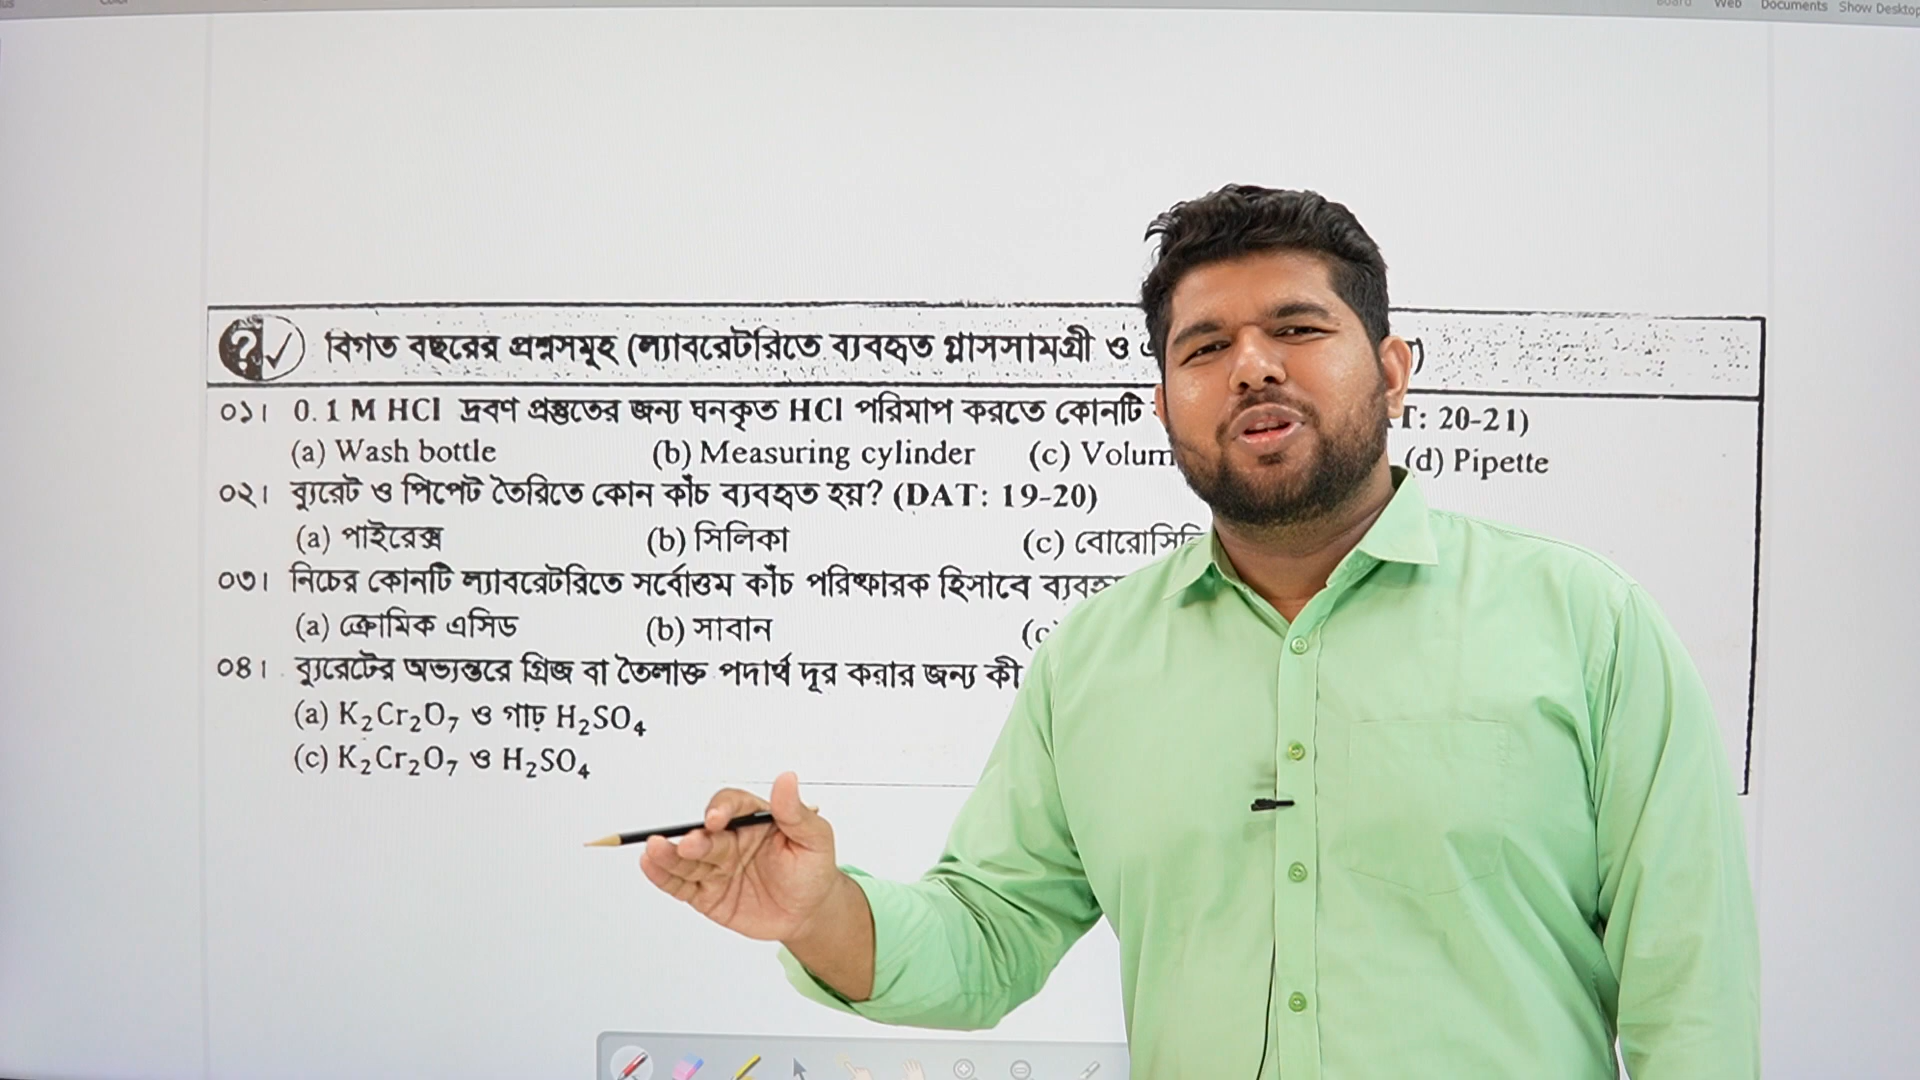 Board Web Documents Show Desktop
বিগত বছরের প্রশ্নসমূহ (ল্যাবরেটরিতে ব্যবহৃত গ্লাসসামগ্রী ও
০১। 0.1 M HCl দ্রবণ প্রস্তুতের জন্য ঘনকৃত HCl পরিমাপ করতে কোনটি T: 20-21)
(a) Wash bottle (b) Measuring cylinder (c) Volum (d) Pipette
০২। ব্যুরেট ও পিপেট তৈরিতে কোন কাঁচ ব্যবহৃত হয়? (DAT: 19-20)
(a) পাইরেক্স (b) সিলিকা (c) বোরোসিলি
০৩। নিচের কোনটি ল্যাবরেটরিতে সর্বোত্তম কাঁচ পরিষ্কারক হিসাবে
(a) ক্রোমিক এসিড (b) সাবান (c)
০৪। ব্যুরেটের অভ্যন্তরে গ্রিজ বা তৈলাক্ত পদার্থ দূর করার জন্য কী
(a) K₂Cr₂O₇ ও গাঢ় H₂SO₄
(c) K₂Cr₂O₇ ও H₂SO₄